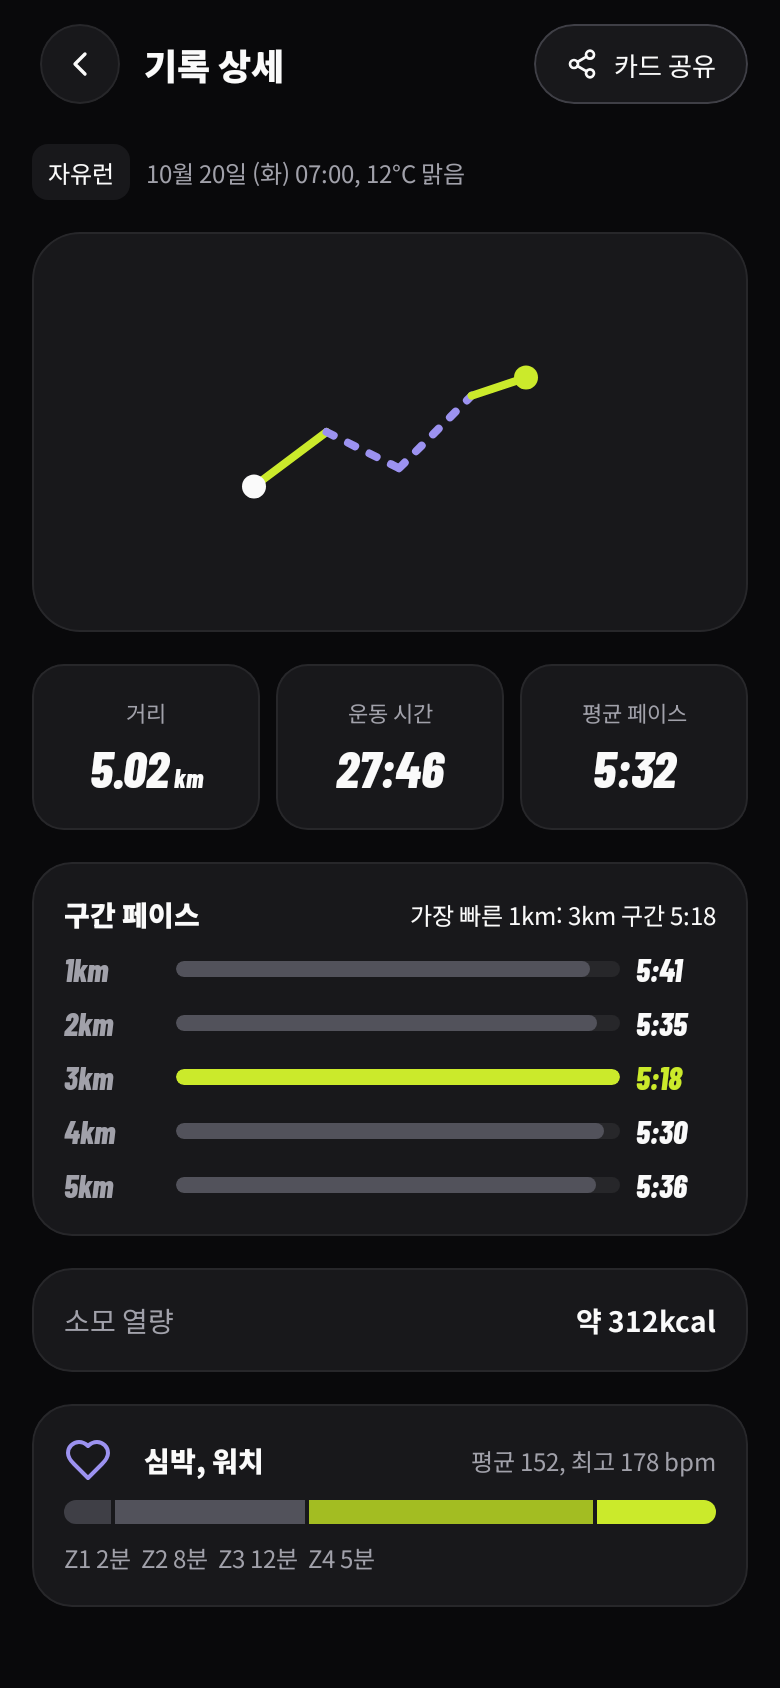 기록 상세
카드 공유
자유런 10월 20일 (화) 07:00, 12°C 맑음
거리 운동 시간 평균 페이스
5.02 km 27:46 5:32
구간 페이스 가장 빠른 1km: 3km 구간 5:18
1km 5:41
2km 5:35
3km 5:18
4km 5:30
5km 5:36
소모 열량 약 312kcal
심박, 워치 평균 152, 최고 178 bpm
Z1 2분 Z2 8분 Z3 12분 Z4 5분